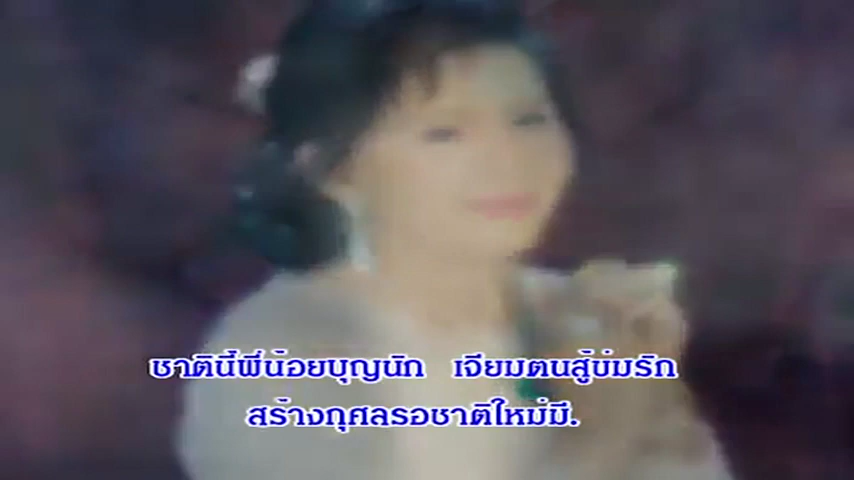 ชาตินี้พี่น้อยบุญนัก เจียมตนสู้ข่มรัก
สร้างกุศลรอชาติใหม่มี.